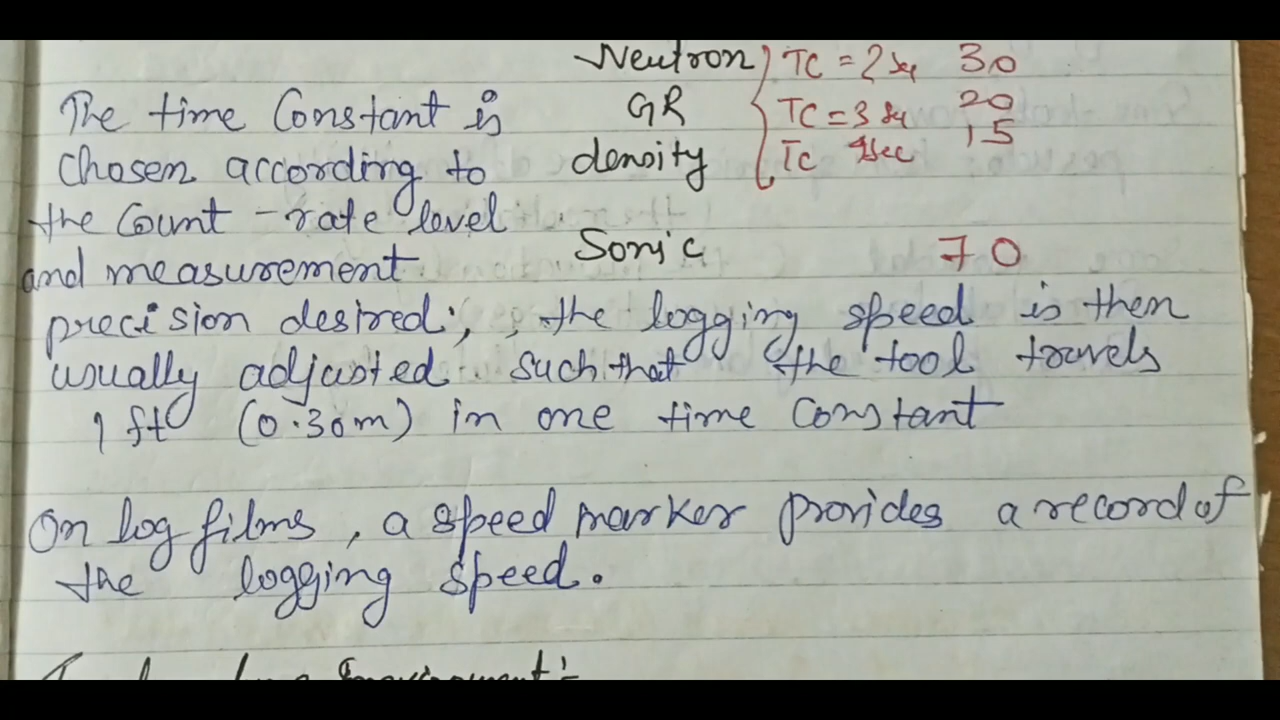 Neutron TC = 2 sec 30
The time Constant is GR TC = 3 sec 20
chosen according to density TC 4sec 15
the Count - rate level
and measurement Sonic 70
precision desired; , the logging speed is then
usually adjusted such that the tool travels
1 ft (0.30m) in one time Constant
On log films, a speed marker provides a record of
the logging speed.